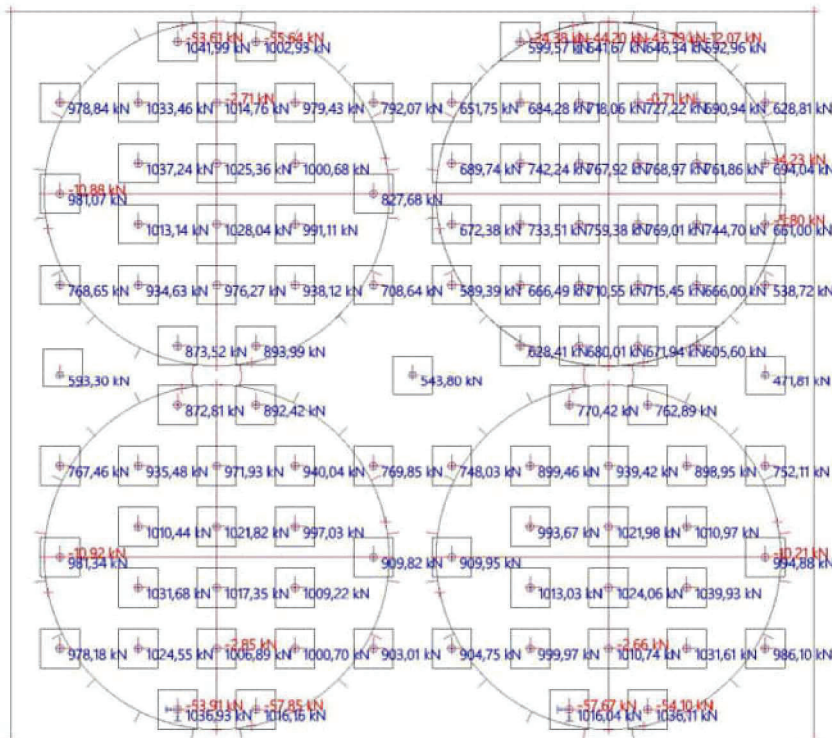 -53,61 kN -55,64 kN -34,38 kN -44,20 kN -43,79 kN -12,07 kN
1041,99 kN 1002,93 kN 599,57 kN 641,67 kN 646,34 kN 592,96 kN
-2,71 kN -0,71 kN
978,84 kN 1033,46 kN 1014,76 kN 979,43 kN 792,07 kN 651,75 kN 684,28 kN 718,06 kN 727,22 kN 690,94 kN 628,81 kN
-4,23 kN
1037,24 kN 1025,36 kN 1000,68 kN 689,74 kN 742,24 kN 767,92 kN 768,97 kN 761,86 kN 694,04 kN
-10,88 kN
981,07 kN 827,68 kN
-5,80 kN
1013,14 kN 1028,04 kN 991,11 kN 672,38 kN 733,51 kN 759,38 kN 769,01 kN 744,70 kN 661,00 kN
768,65 kN 934,63 kN 976,27 kN 938,12 kN 708,64 kN 589,39 kN 666,49 kN 710,55 kN 715,45 kN 666,00 kN 538,72 kN
873,52 kN 893,99 kN 628,41 kN 680,01 kN 671,94 kN 605,60 kN
593,30 kN 543,80 kN 471,81 kN
872,81 kN 892,42 kN 770,42 kN 762,89 kN
767,46 kN 935,48 kN 971,93 kN 940,04 kN 769,85 kN 748,03 kN 899,46 kN 939,42 kN 898,95 kN 752,11 kN
1010,44 kN 1021,82 kN 997,03 kN 993,67 kN 1021,98 kN 1010,97 kN
-10,92 kN -10,21 kN
981,34 kN 909,82 kN 909,95 kN 994,88 kN
1031,68 kN 1017,35 kN 1009,22 kN 1013,03 kN 1024,06 kN 1039,93 kN
-2,85 kN -2,66 kN
978,18 kN 1024,55 kN 1006,89 kN 1000,70 kN 903,01 kN 904,75 kN 999,97 kN 1010,74 kN 1031,61 kN 986,10 kN
-53,91 kN -57,85 kN -57,67 kN -54,10 kN
1036,93 kN 1016,16 kN 1016,04 kN 1036,11 kN